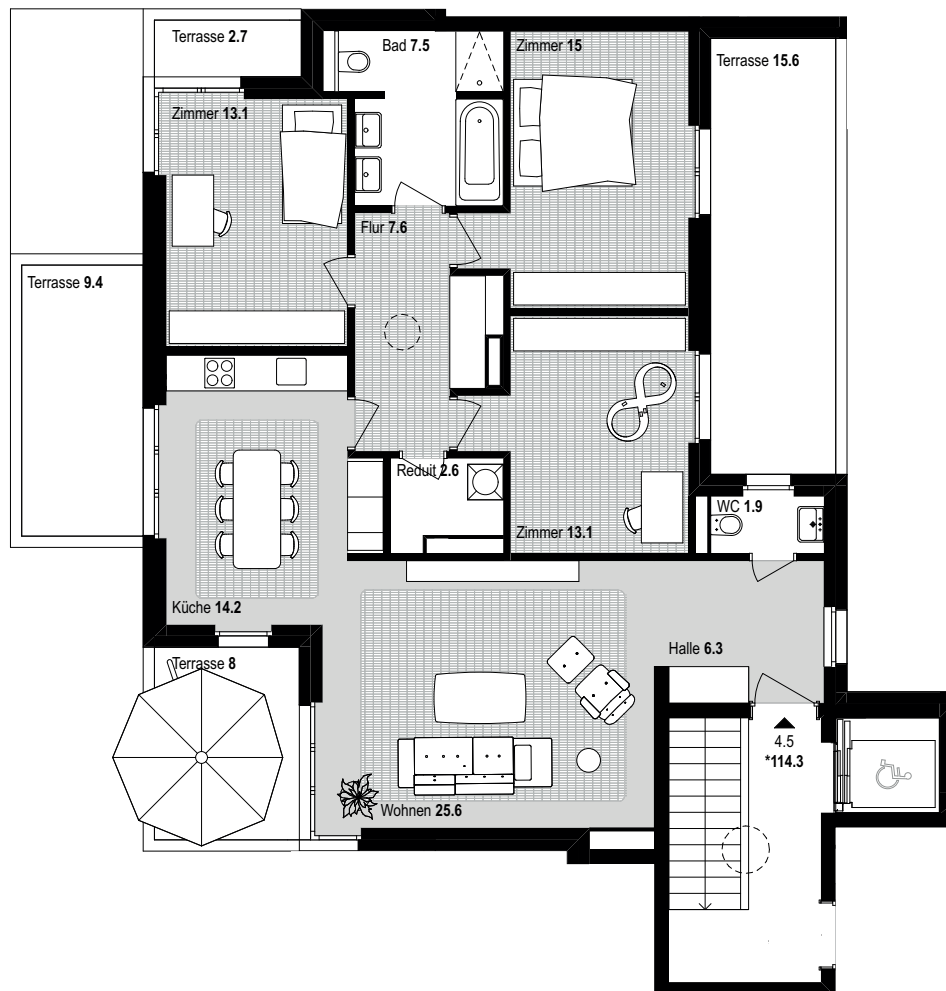 Terrasse 2.7
Bad 7.5
Zimmer 15
Terrasse 15.6
Zimmer 13.1
Flur 7.6
Terrasse 9.4
Reduit 2.6
WC 1.9
Zimmer 13.1
Küche 14.2
Halle 6.3
Terrasse 8
4.5
*114.3
Wohnen 25.6